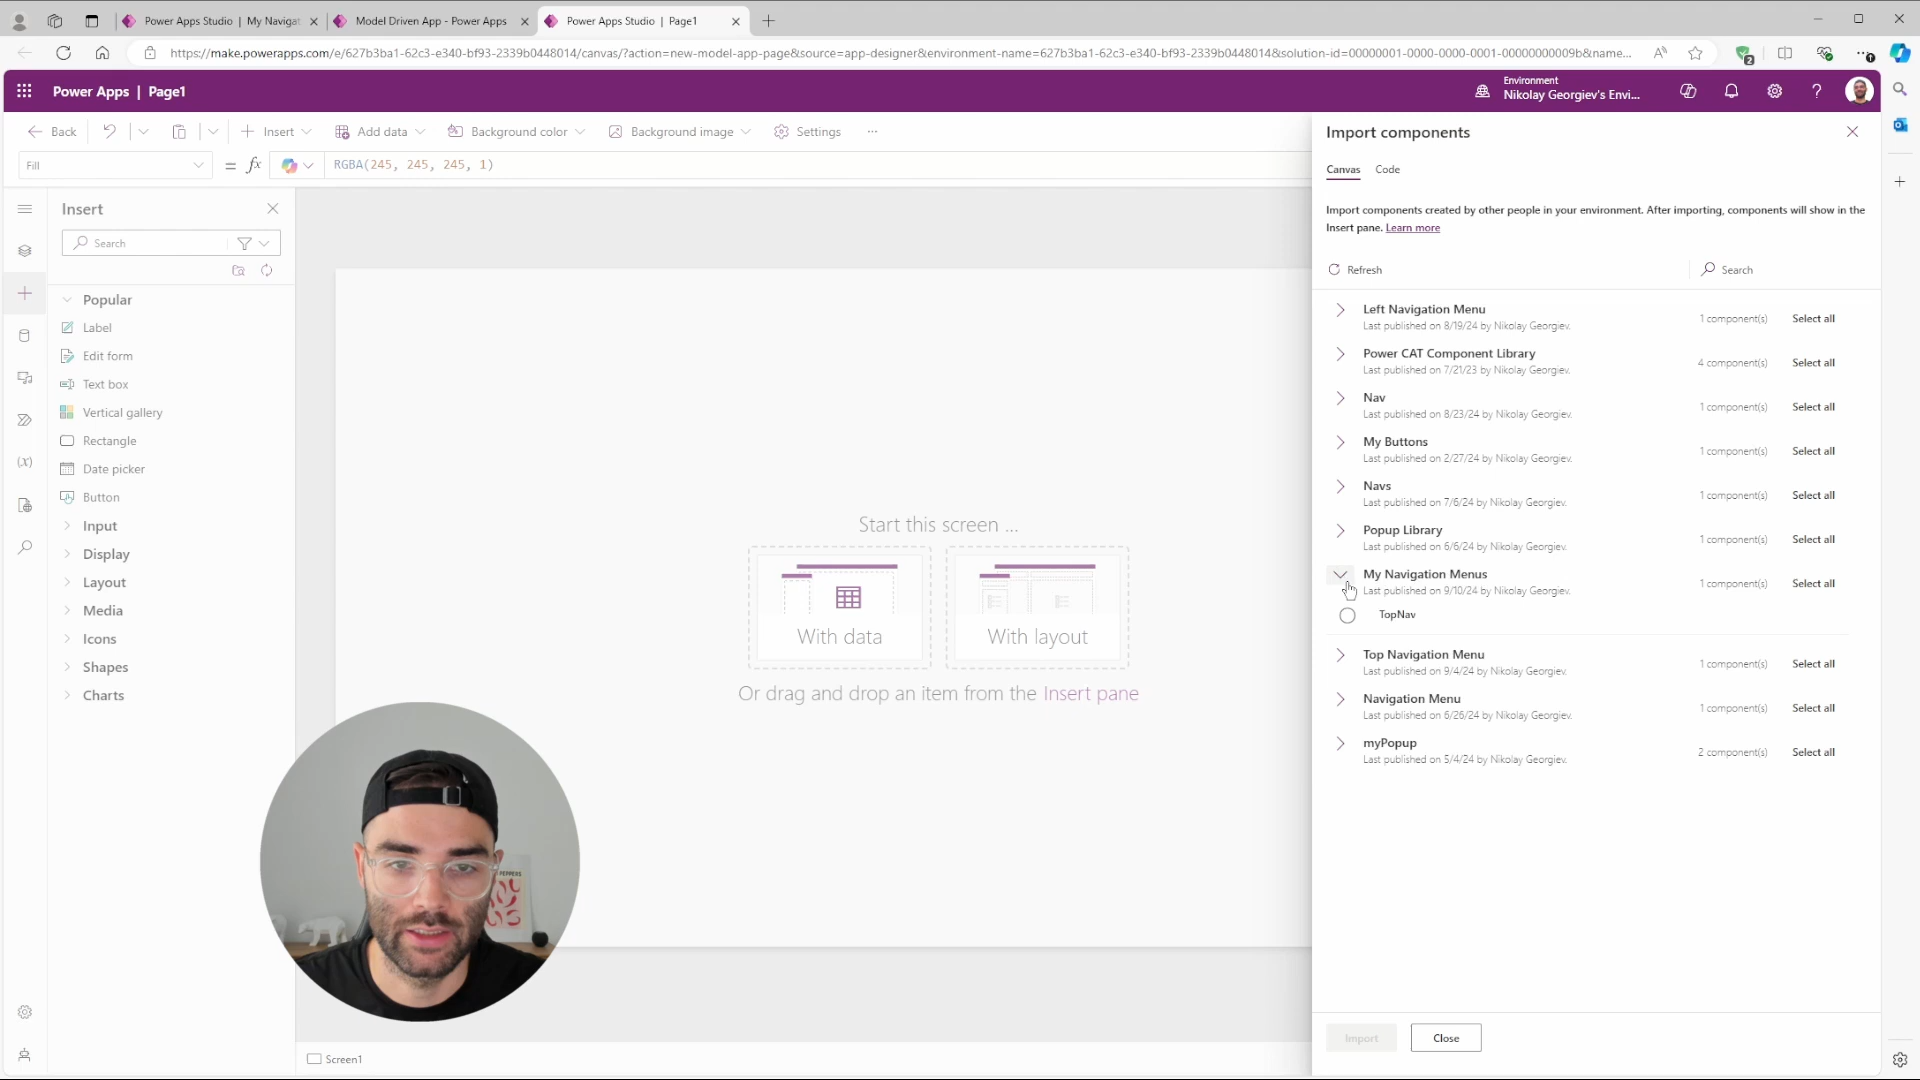 Power Apps Studio | My Navigat
Model Driven App - Power Apps
Power Apps Studio | Page1
https://make.powerapps.com/e/627b3ba1-62c3-e340-bf93-2339b0448014/canvas/?action=new-model-app-page&source=app-designer&environment-name=627b3ba1-62c3-e340-bf93-2339b0448014&solution-id=00000001-0000-0000-0001-00000000009b&name...
2
Power Apps | Page1
Environment
Nikolay Georgiev's Envi...
Back
Insert
Add data
Background color
Background image
Settings
Fill
= fx
RGBA(245, 245, 245, 1)
Insert
Search
Popular
Label
Edit form
Text box
Vertical gallery
Rectangle
Date picker
Button
Input
Display
Layout
Media
Icons
Shapes
Charts
Start this screen ...
With data
With layout
Or drag and drop an item from the Insert pane
PEPPERS
Screen1
Import components
Canvas
Code
Import components created by other people in your environment. After importing, components will show in the
Insert pane. Learn more
Refresh
Search
Left Navigation Menu
Last published on 8/19/24 by Nikolay Georgiev.
1 component(s)
Select all
Power CAT Component Library
Last published on 7/21/23 by Nikolay Georgiev.
4 component(s)
Select all
Nav
Last published on 8/23/24 by Nikolay Georgiev.
1 component(s)
Select all
My Buttons
Last published on 2/27/24 by Nikolay Georgiev.
1 component(s)
Select all
Navs
Last published on 7/6/24 by Nikolay Georgiev.
1 component(s)
Select all
Popup Library
Last published on 6/6/24 by Nikolay Georgiev.
1 component(s)
Select all
My Navigation Menus
Last published on 9/10/24 by Nikolay Georgiev.
1 component(s)
Select all
TopNav
Top Navigation Menu
Last published on 9/4/24 by Nikolay Georgiev.
1 component(s)
Select all
Navigation Menu
Last published on 6/26/24 by Nikolay Georgiev.
1 component(s)
Select all
myPopup
Last published on 5/4/24 by Nikolay Georgiev.
2 component(s)
Select all
Import
Close